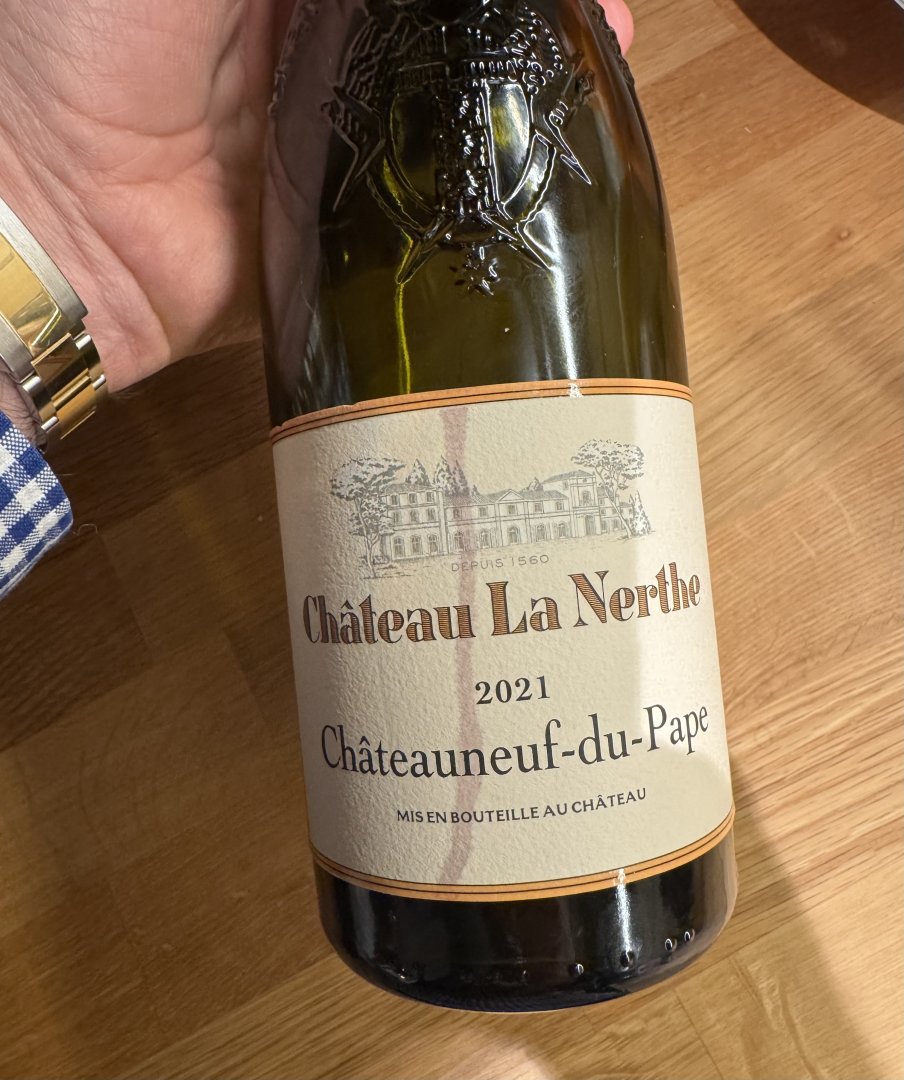 DEPUIS 1560
Château La Nerthe
2021
Châteauneuf-du-Pape
MIS EN BOUTEILLE AU CHÂTEAU